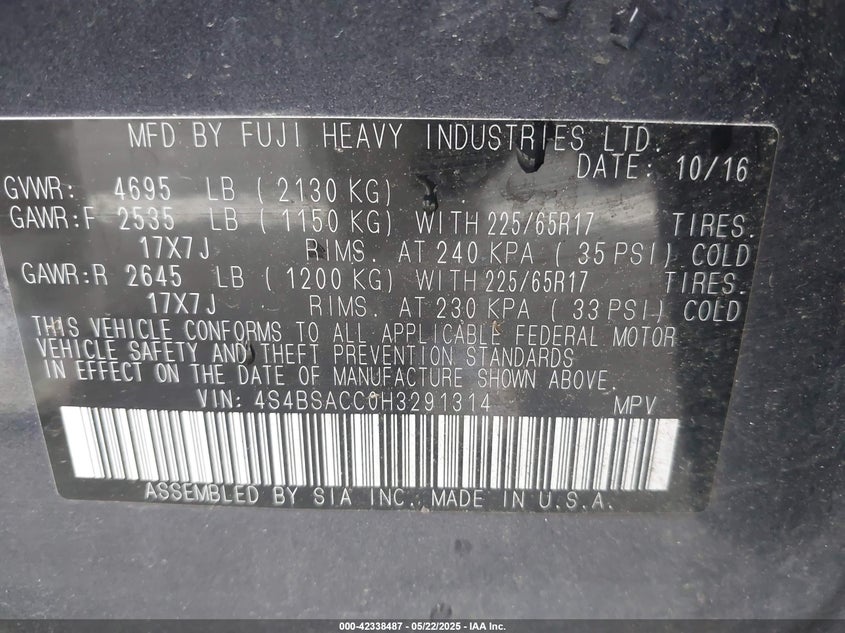 MFD BY FUJI HEAVY INDUSTRIES LTD.
DATE: 10/16
GVWR: 4695 LB ( 2130 KG)
GAWR:F 2535 LB ( 1150 KG) WITH 225/65R17 TIRES.
17X7J RIMS. AT 240 KPA ( 35 PSI) COLD
GAWR:R 2645 LB ( 1200 KG) WITH 225/65R17 TIRES.
17X7J RIMS. AT 230 KPA ( 33 PSI) COLD
THIS VEHICLE CONFORMS TO ALL APPLICABLE FEDERAL MOTOR
VEHICLE SAFETY AND THEFT PREVENTION STANDARDS
IN EFFECT ON THE DATE OF MANUFACTURE SHOWN ABOVE.
VIN: 4S4BSACC0H3291314 MPV
ASSEMBLED BY SIA INC. MADE IN U.S.A.
000-42338487 - 05/22/2025 - IAA Inc.